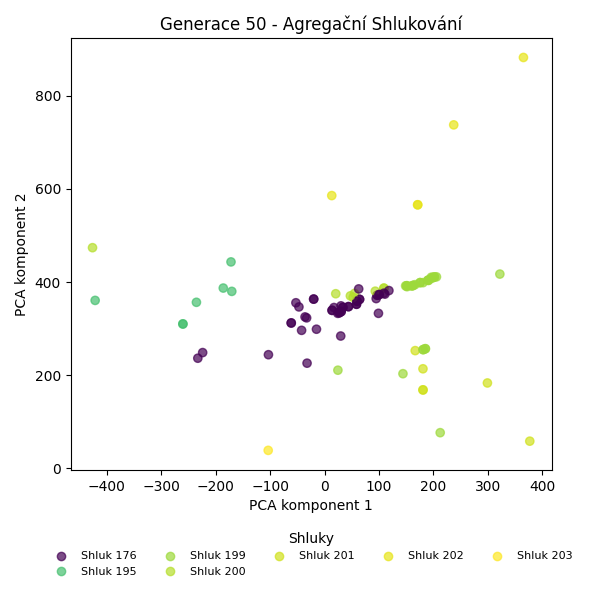 Generace 50 - Agregační Shlukování
PCA komponent 2
800
600
400
200
0
−400 −300 −200 −100 0 100 200 300 400
PCA komponent 1
Shluky
Shluk 176 Shluk 199 Shluk 201 Shluk 202 Shluk 203
Shluk 195 Shluk 200